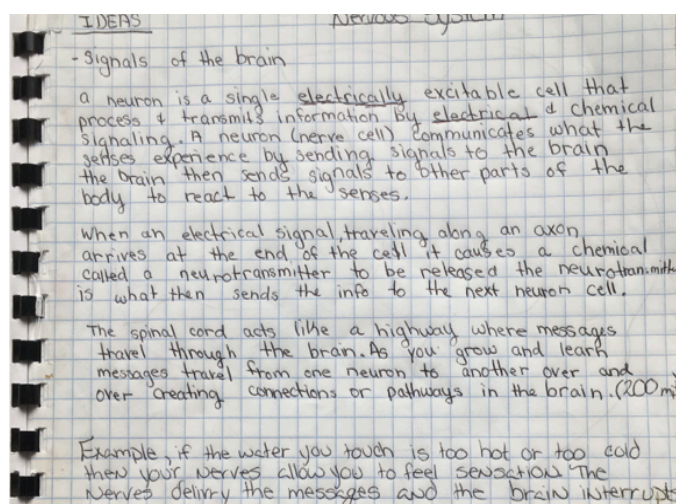 IDEAS Nervous System
- Signals of the brain
a neuron is a single electrically excitable cell that
process & transmits information by electrical & chemical
signaling. A neuron (nerve cell) communicates what the
senses experience by sending signals to the brain
the brain then sends signals to other parts of the
body to react to the senses.
When an electrical signal, traveling along an axon
arrives at the end of the cell it causes a chemical
called a neurotransmitter to be released the neurotransmitte
is what then sends the info to the next neuron cell.
The spinal cord acts like a highway where messages
travel through the brain. As you grow and learn
messages travel from one neuron to another over and
over creating connections or pathways in the brain. (200 m
Example, if the water you touch is too hot or too cold
then your nerves allow you to feel sensation The
nerves delivry the messages and the brain interrupt